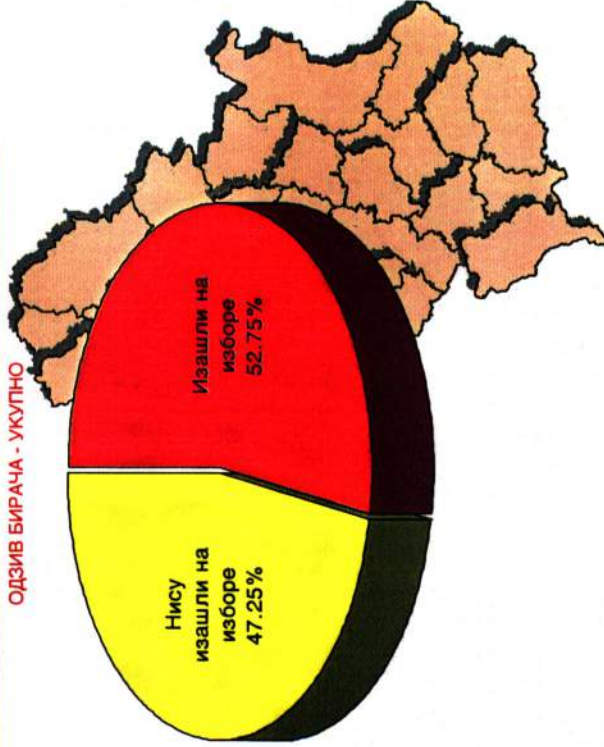 ОДЗИВ БИРАЧА - УКУПНО
Нису
изашли на
изборе
47.25%
Изашли на
изборе
52.75%